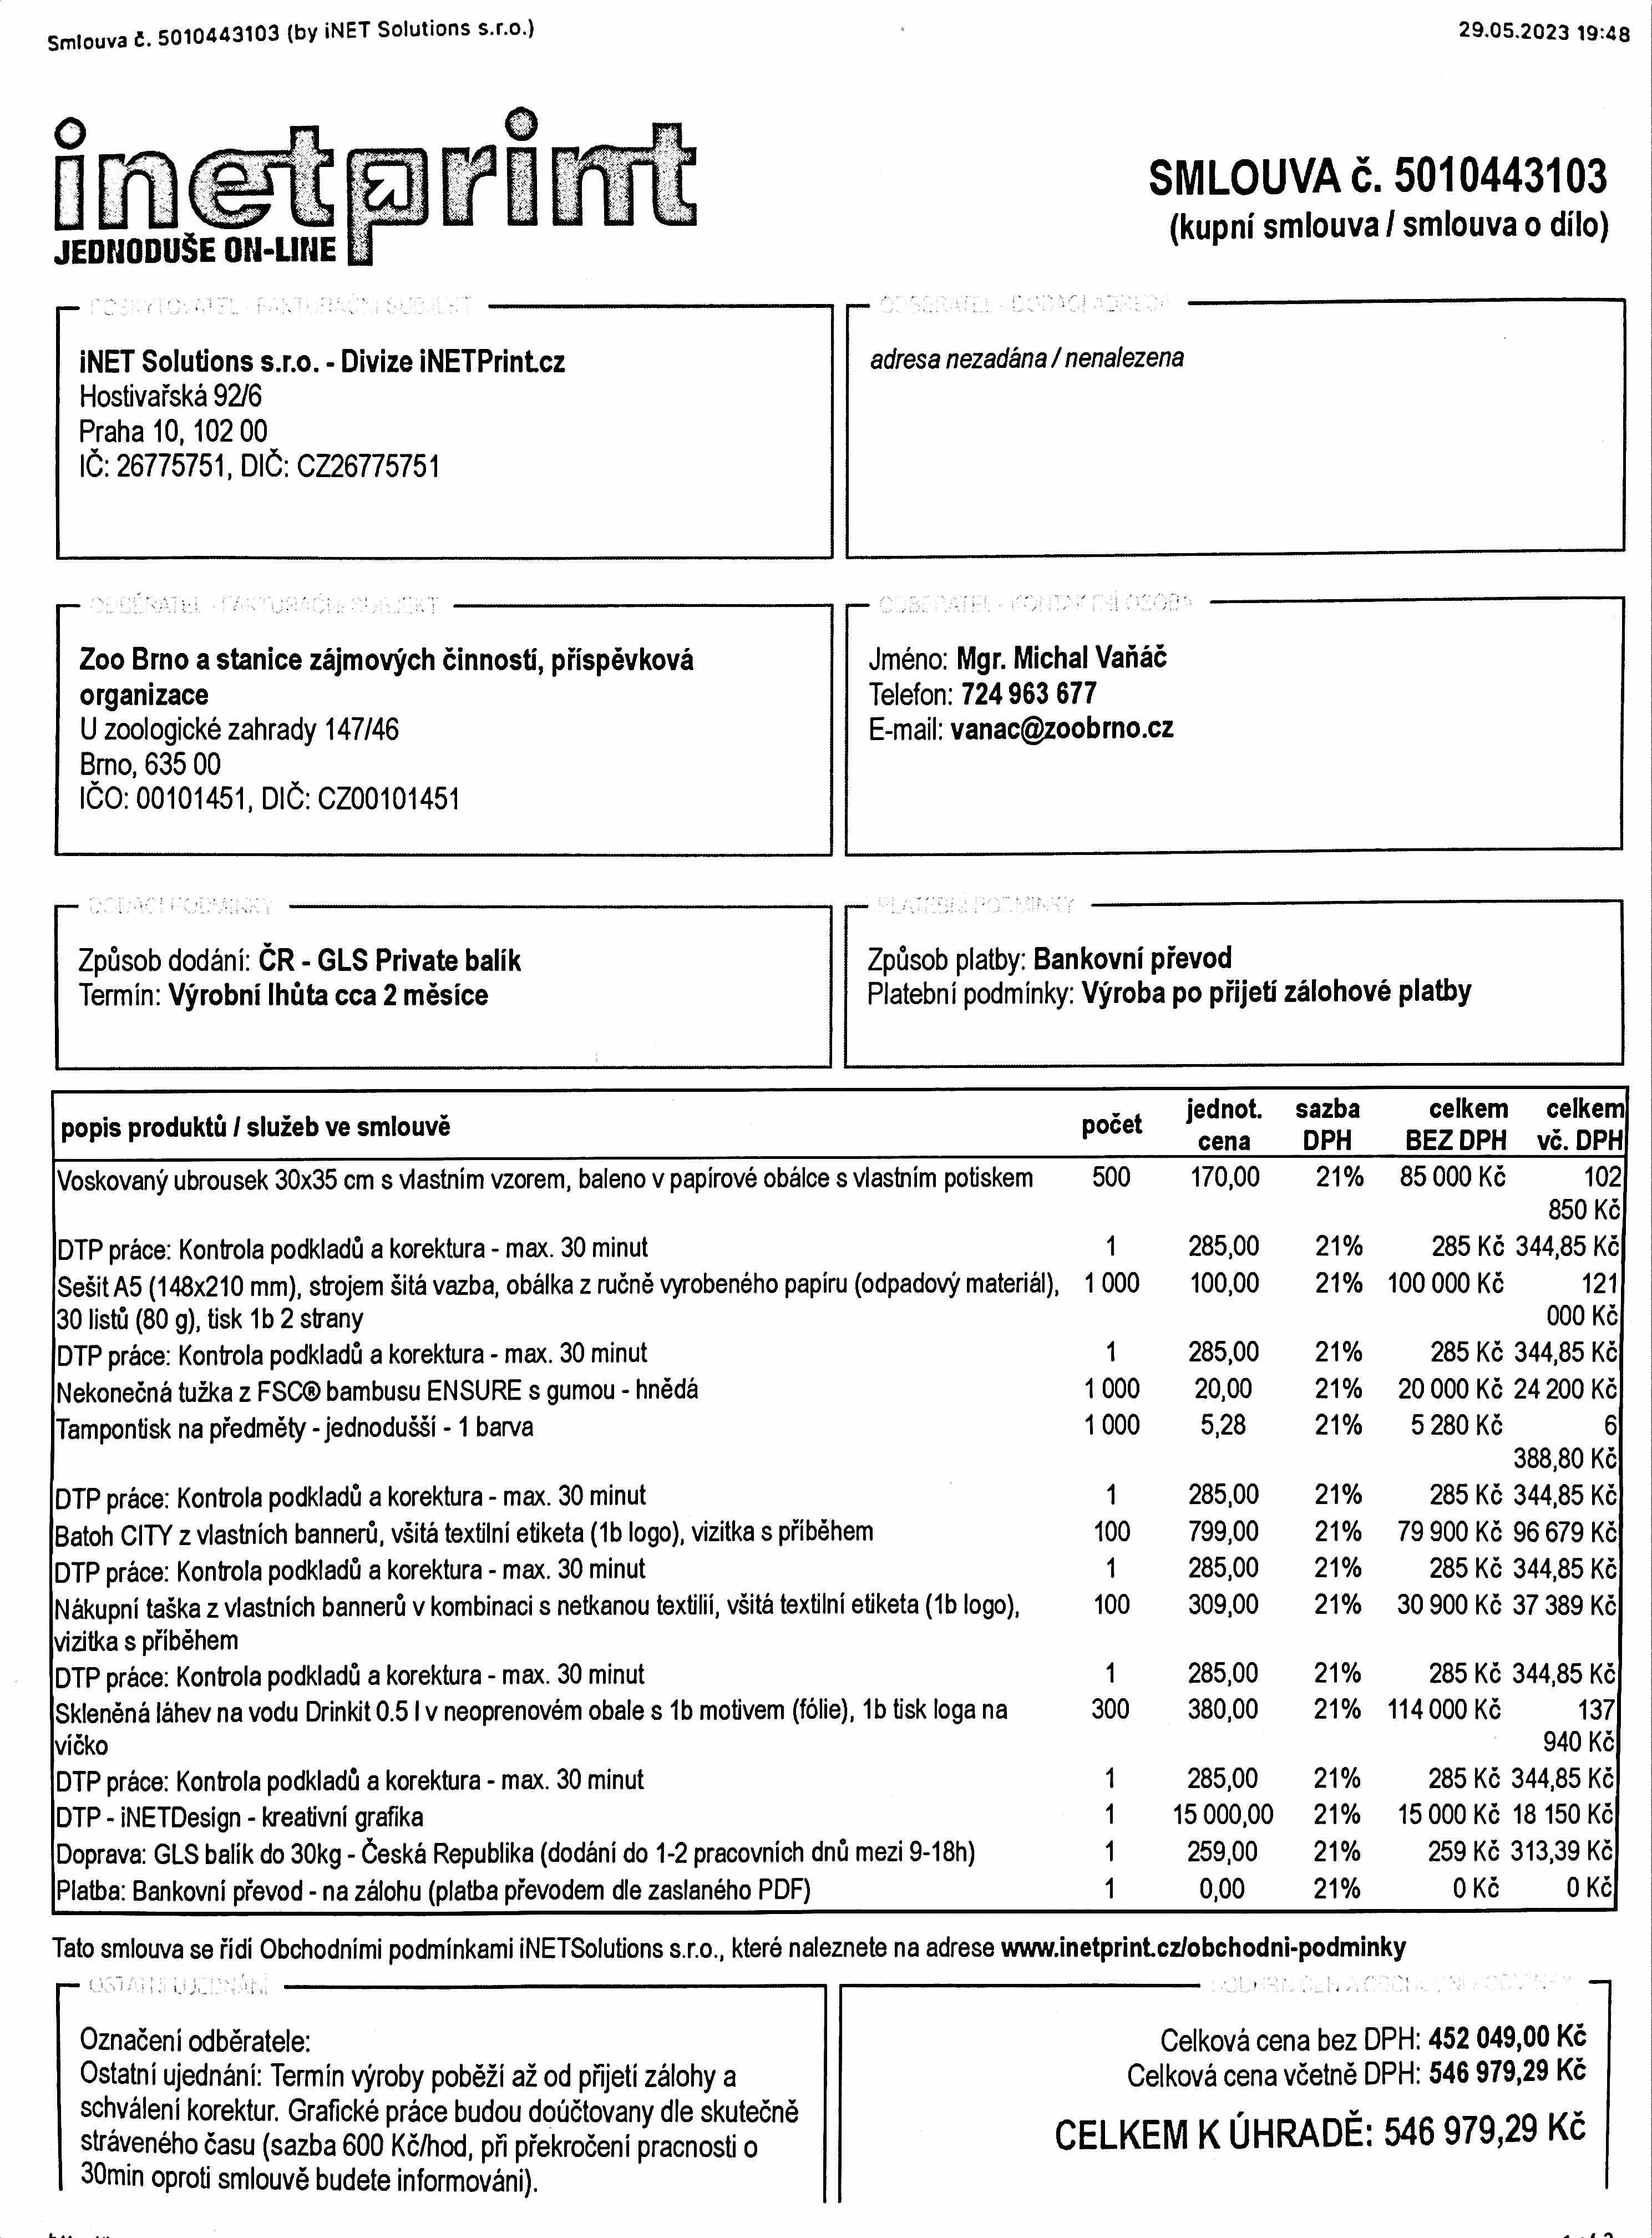 Smlouva č. 5010443103 (by iNET Solutions s.r.o.)
29.05.2023 19:48
inetprint
JEDNODUŠE ON-LINE
SMLOUVA č. 5010443103
(kupní smlouva / smlouva o dílo)
POSKYTOVATEL - FAKTURAČNÍ SUBJEKT
ODBĚRATEL - DODACÍ ADRESA
iNET Solutions s.r.o. - Divize iNETPrint.cz
Hostivařská 92/6
Praha 10, 102 00
IČ: 26775751, DIČ: CZ26775751
adresa nezadána / nenalezena
ODBĚRATEL - FAKTURAČNÍ SUBJEKT
ODBĚRATEL - KONTAKTNÍ OSOBA
Zoo Brno a stanice zájmových činností, příspěvková
organizace
U zoologické zahrady 147/46
Brno, 635 00
IČO: 00101451, DIČ: CZ00101451
Jméno: Mgr. Michal Vaňáč
Telefon: 724 963 677
E-mail: vanac@zoobrno.cz
DODACÍ PODMÍNKY
PLATEBNÍ PODMÍNKY
Způsob dodání: ČR - GLS Private balík
Termín: Výrobní lhůta cca 2 měsíce
Způsob platby: Bankovní převod
Platební podmínky: Výroba po přijetí zálohové platby
popis produktů / služeb ve smlouvě počet jednot. cena sazba DPH celkem BEZ DPH celkem vč. DPH
Voskovaný ubrousek 30x35 cm s vlastním vzorem, baleno v papírové obálce s vlastním potiskem 500 170,00 21% 85 000 Kč 102
850 Kč
DTP práce: Kontrola podkladů a korektura - max. 30 minut 1 285,00 21% 285 Kč 344,85 Kč
Sešit A5 (148x210 mm), strojem šitá vazba, obálka z ručně vyrobeného papíru (odpadový materiál), 1 000 100,00 21% 100 000 Kč 121
30 listů (80 g), tisk 1b 2 strany 000 Kč
DTP práce: Kontrola podkladů a korektura - max. 30 minut 1 285,00 21% 285 Kč 344,85 Kč
Nekonečná tužka z FSC® bambusu ENSURE s gumou - hnědá 1 000 20,00 21% 20 000 Kč 24 200 Kč
Tampontisk na předměty - jednodušší - 1 barva 1 000 5,28 21% 5 280 Kč 6
388,80 Kč
DTP práce: Kontrola podkladů a korektura - max. 30 minut 1 285,00 21% 285 Kč 344,85 Kč
Batoh CITY z vlastních bannerů, všitá textilní etiketa (1b logo), vizitka s příběhem 100 799,00 21% 79 900 Kč 96 679 Kč
DTP práce: Kontrola podkladů a korektura - max. 30 minut 1 285,00 21% 285 Kč 344,85 Kč
Nákupní taška z vlastních bannerů v kombinaci s netkanou textilií, všitá textilní etiketa (1b logo), 100 309,00 21% 30 900 Kč 37 389 Kč
vizitka s příběhem
DTP práce: Kontrola podkladů a korektura - max. 30 minut 1 285,00 21% 285 Kč 344,85 Kč
Skleněná láhev na vodu Drinkit 0.5 l v neoprenovém obale s 1b motivem (fólie), 1b tisk loga na 300 380,00 21% 114 000 Kč 137
víčko 940 Kč
DTP práce: Kontrola podkladů a korektura - max. 30 minut 1 285,00 21% 285 Kč 344,85 Kč
DTP - iNETDesign - kreativní grafika 1 15 000,00 21% 15 000 Kč 18 150 Kč
Doprava: GLS balík do 30kg - Česká Republika (dodání do 1-2 pracovních dnů mezi 9-18h) 1 259,00 21% 259 Kč 313,39 Kč
Platba: Bankovní převod - na zálohu (platba převodem dle zaslaného PDF) 1 0,00 21% 0 Kč 0 Kč
Tato smlouva se řídí Obchodními podmínkami iNETSolutions s.r.o., které naleznete na adrese www.inetprint.cz/obchodni-podminky
OSTATNÍ UJEDNÁNÍ
Označení odběratele:
Ostatní ujednání: Termín výroby poběží až od přijetí zálohy a
schválení korektur. Grafické práce budou doúčtovany dle skutečně
stráveného času (sazba 600 Kč/hod, při překročení pracnosti o
30min oproti smlouvě budete informováni).
Celková cena bez DPH: 452 049,00 Kč
Celková cena včetně DPH: 546 979,29 Kč
CELKEM K ÚHRADĚ: 546 979,29 Kč